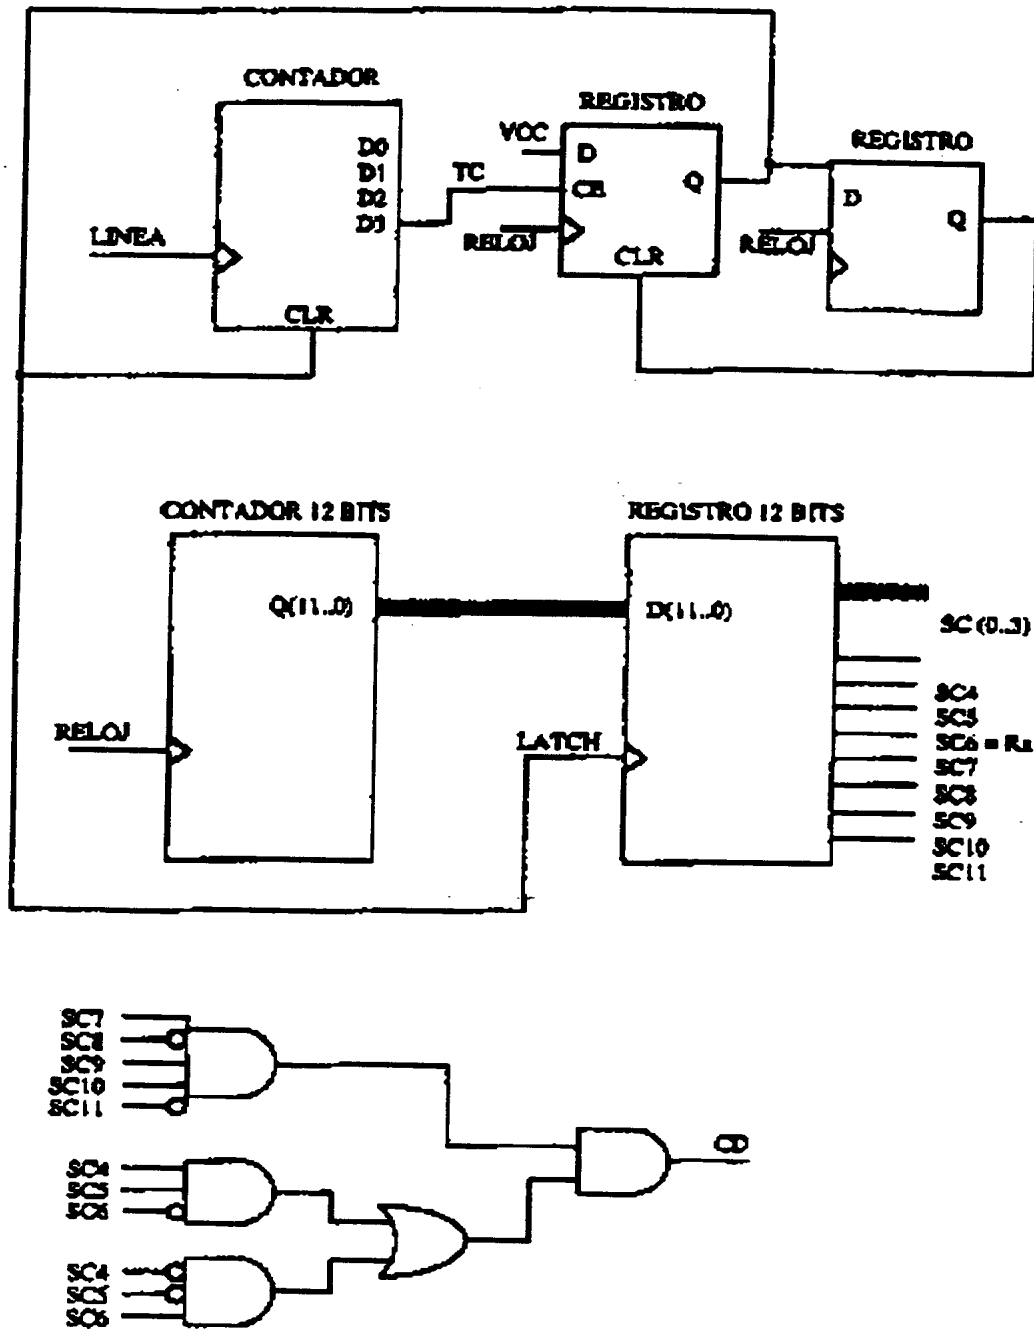 CONTADOR
D0
D1
D2
D3
LINEA
CLR
TC
REGISTRO
VCC
D
CE
Q
RELOJ
CLR
REGISTRO
D
Q
RELOJ
CONTADOR 12 BITS
Q(11..0)
RELOJ
REGISTRO 12 BITS
D(11..0)
LATCH
SC (0..3)
SC4
SC5
SC6 = Rx
SC7
SC8
SC9
SC10
SC11
SC7
SC8
SC9
SC10
SC11
SC4
SC5
SC6
SC4
SC5
SC6
CD